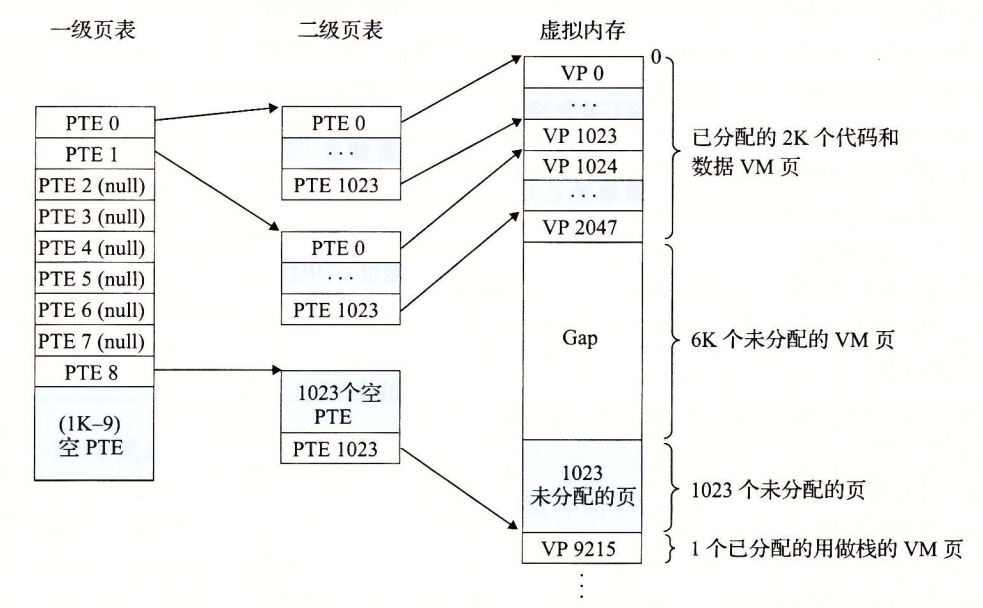 一级页表
二级页表
虚拟内存
PTE 0
PTE 1
PTE 2 (null)
PTE 3 (null)
PTE 4 (null)
PTE 5 (null)
PTE 6 (null)
PTE 7 (null)
PTE 8
(1K–9)
空 PTE
PTE 0
···
PTE 1023
PTE 0
···
PTE 1023
1023个空
PTE
PTE 1023
0
VP 0
···
VP 1023
VP 1024
···
VP 2047
Gap
1023
未分配的页
VP 9215
已分配的 2K 个代码和
数据 VM 页
6K 个未分配的 VM 页
1023 个未分配的页
1 个已分配的用做栈的 VM 页